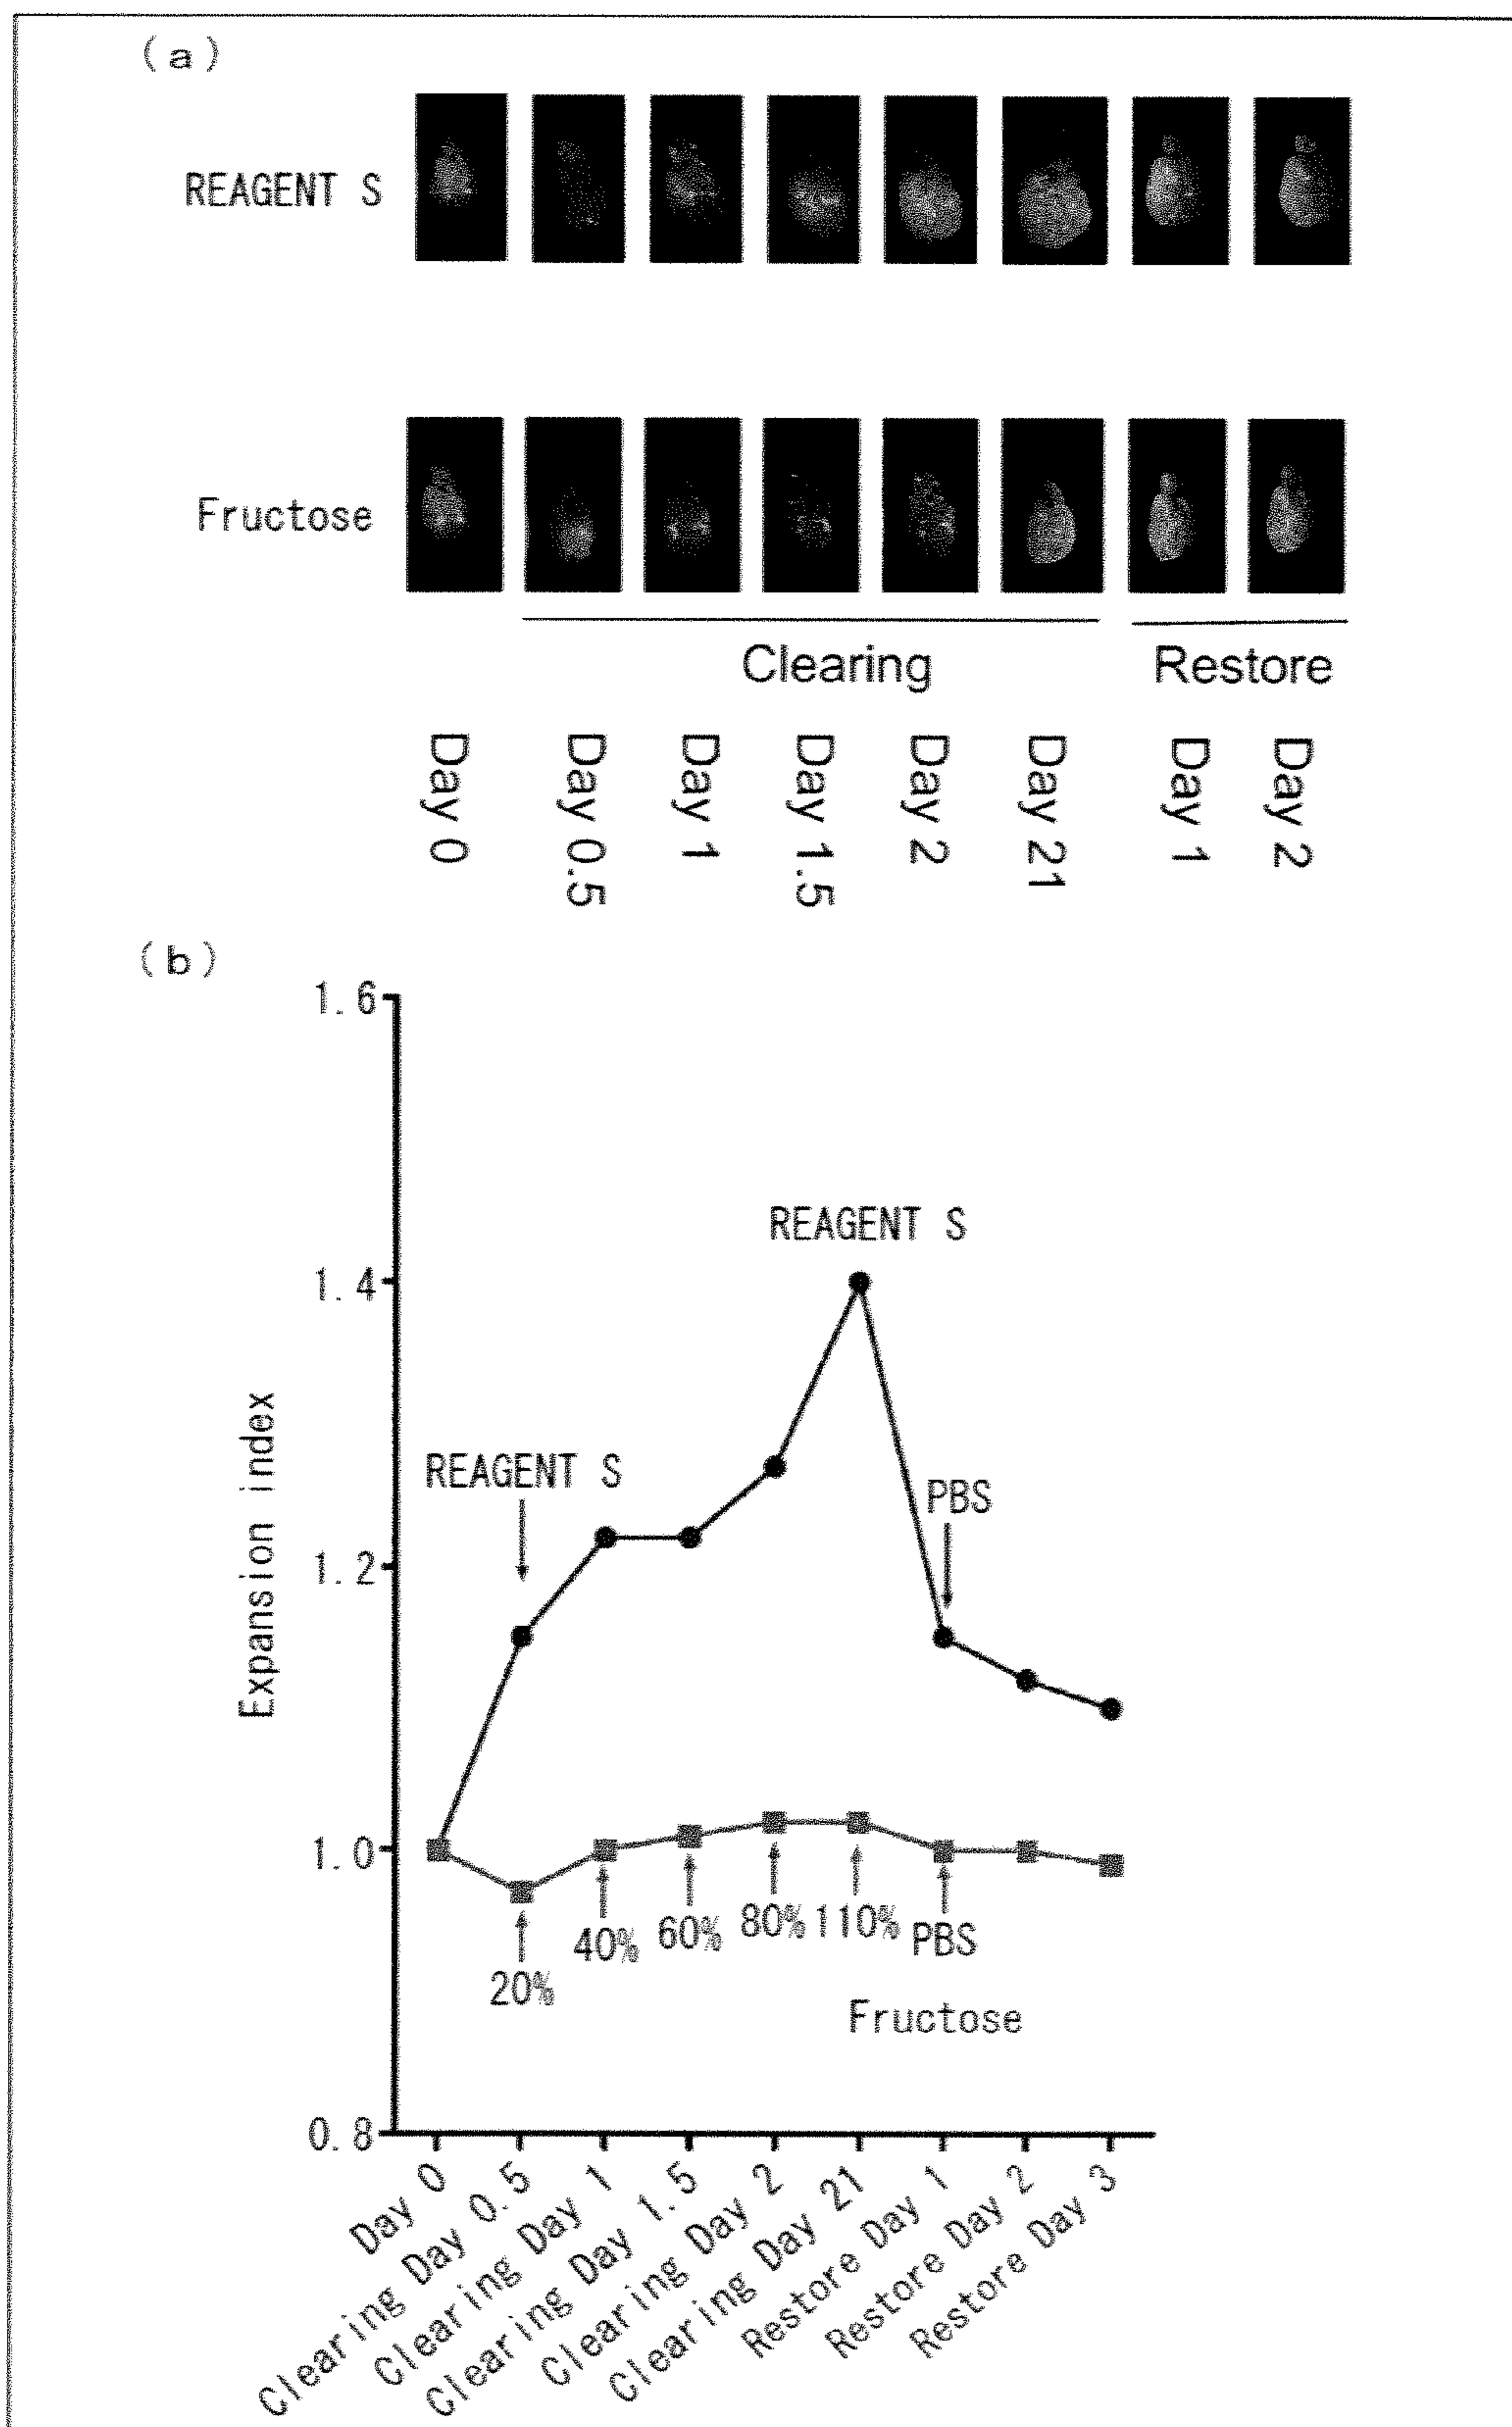 (a)
REAGENT S
Fructose
Clearing Restore
Day 0 Day 0.5 Day 1 Day 1.5 Day 2 Day 21 Day 1 Day 2
(b)
1.6
REAGENT S
1.4
REAGENT S
PBS
1.2
Expansion index
1.0
20% 40% 60% 80% 110% PBS
Fructose
0.8
Day 0
Clearing Day 0.5
Clearing Day 1
Clearing Day 1.5
Clearing Day 2
Clearing Day 21
Restore Day 1
Restore Day 2
Restore Day 3